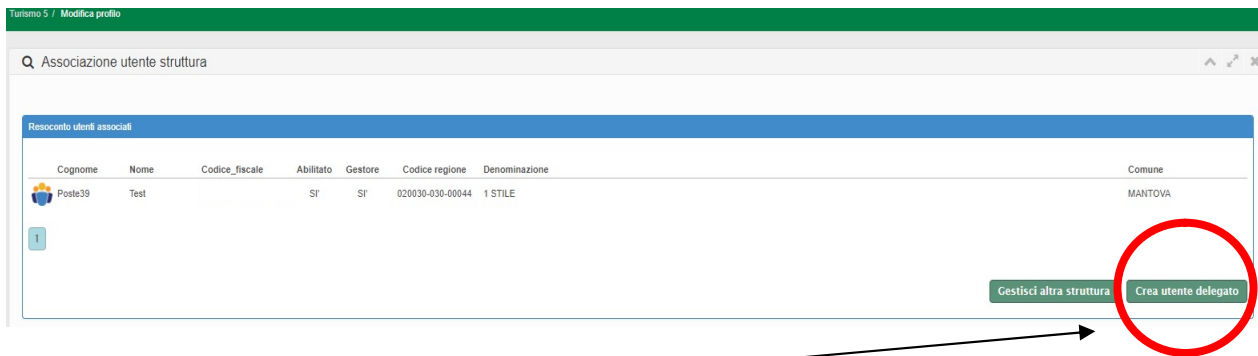 Turismo 5 / Modifica profilo
Associazione utente struttura
Resoconto utenti associati
Cognome Nome Codice_fiscale Abilitato Gestore Codice regione Denominazione Comune
Poste39 Test SI' SI' 020030-030-00044 1 STILE MANTOVA
1
Gestisci altra struttura Crea utente delegato